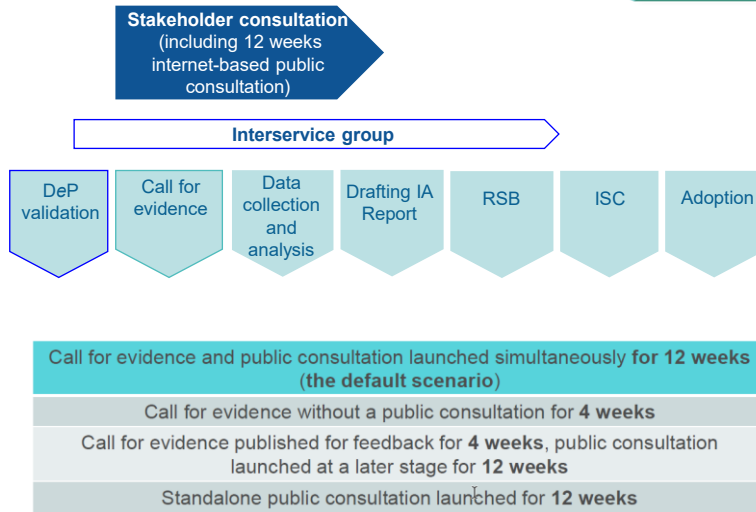 Stakeholder consultation
(including 12 weeks
internet-based public
consultation)
Interservice group
DeP
validation
Call for
evidence
Data
collection
and
analysis
Drafting IA
Report
RSB
ISC
Adoption
Call for evidence and public consultation launched simultaneously for 12 weeks
(the default scenario)
Call for evidence without a public consultation for 4 weeks
Call for evidence published for feedback for 4 weeks, public consultation
launched at a later stage for 12 weeks
Standalone public consultation launched for 12 weeks